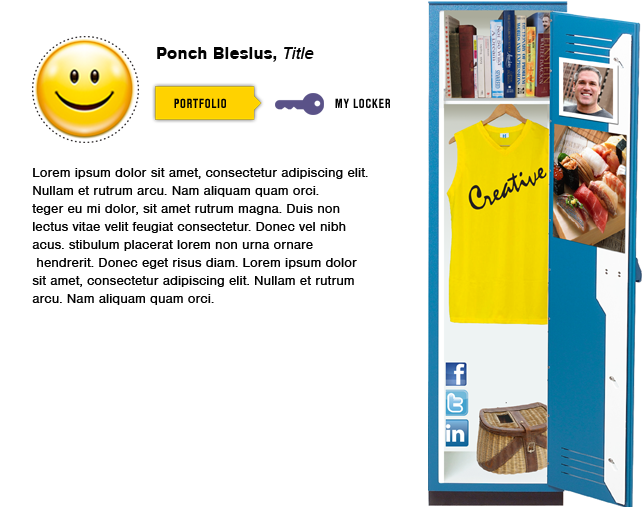 Ponch Blesius, Title
PORTFOLIO
MY LOCKER
Lorem ipsum dolor sit amet, consectetur adipiscing elit.
Nullam et rutrum arcu. Nam aliquam quam orci.
teger eu mi dolor, sit amet rutrum magna. Duis non
lectus vitae velit feugiat consectetur. Donec vel nibh
acus. stibulum placerat lorem non urna ornare
hendrerit. Donec eget risus diam. Lorem ipsum dolor
sit amet, consectetur adipiscing elit. Nullam et rutrum
arcu. Nam aliquam quam orci.
Creative
f
t
in